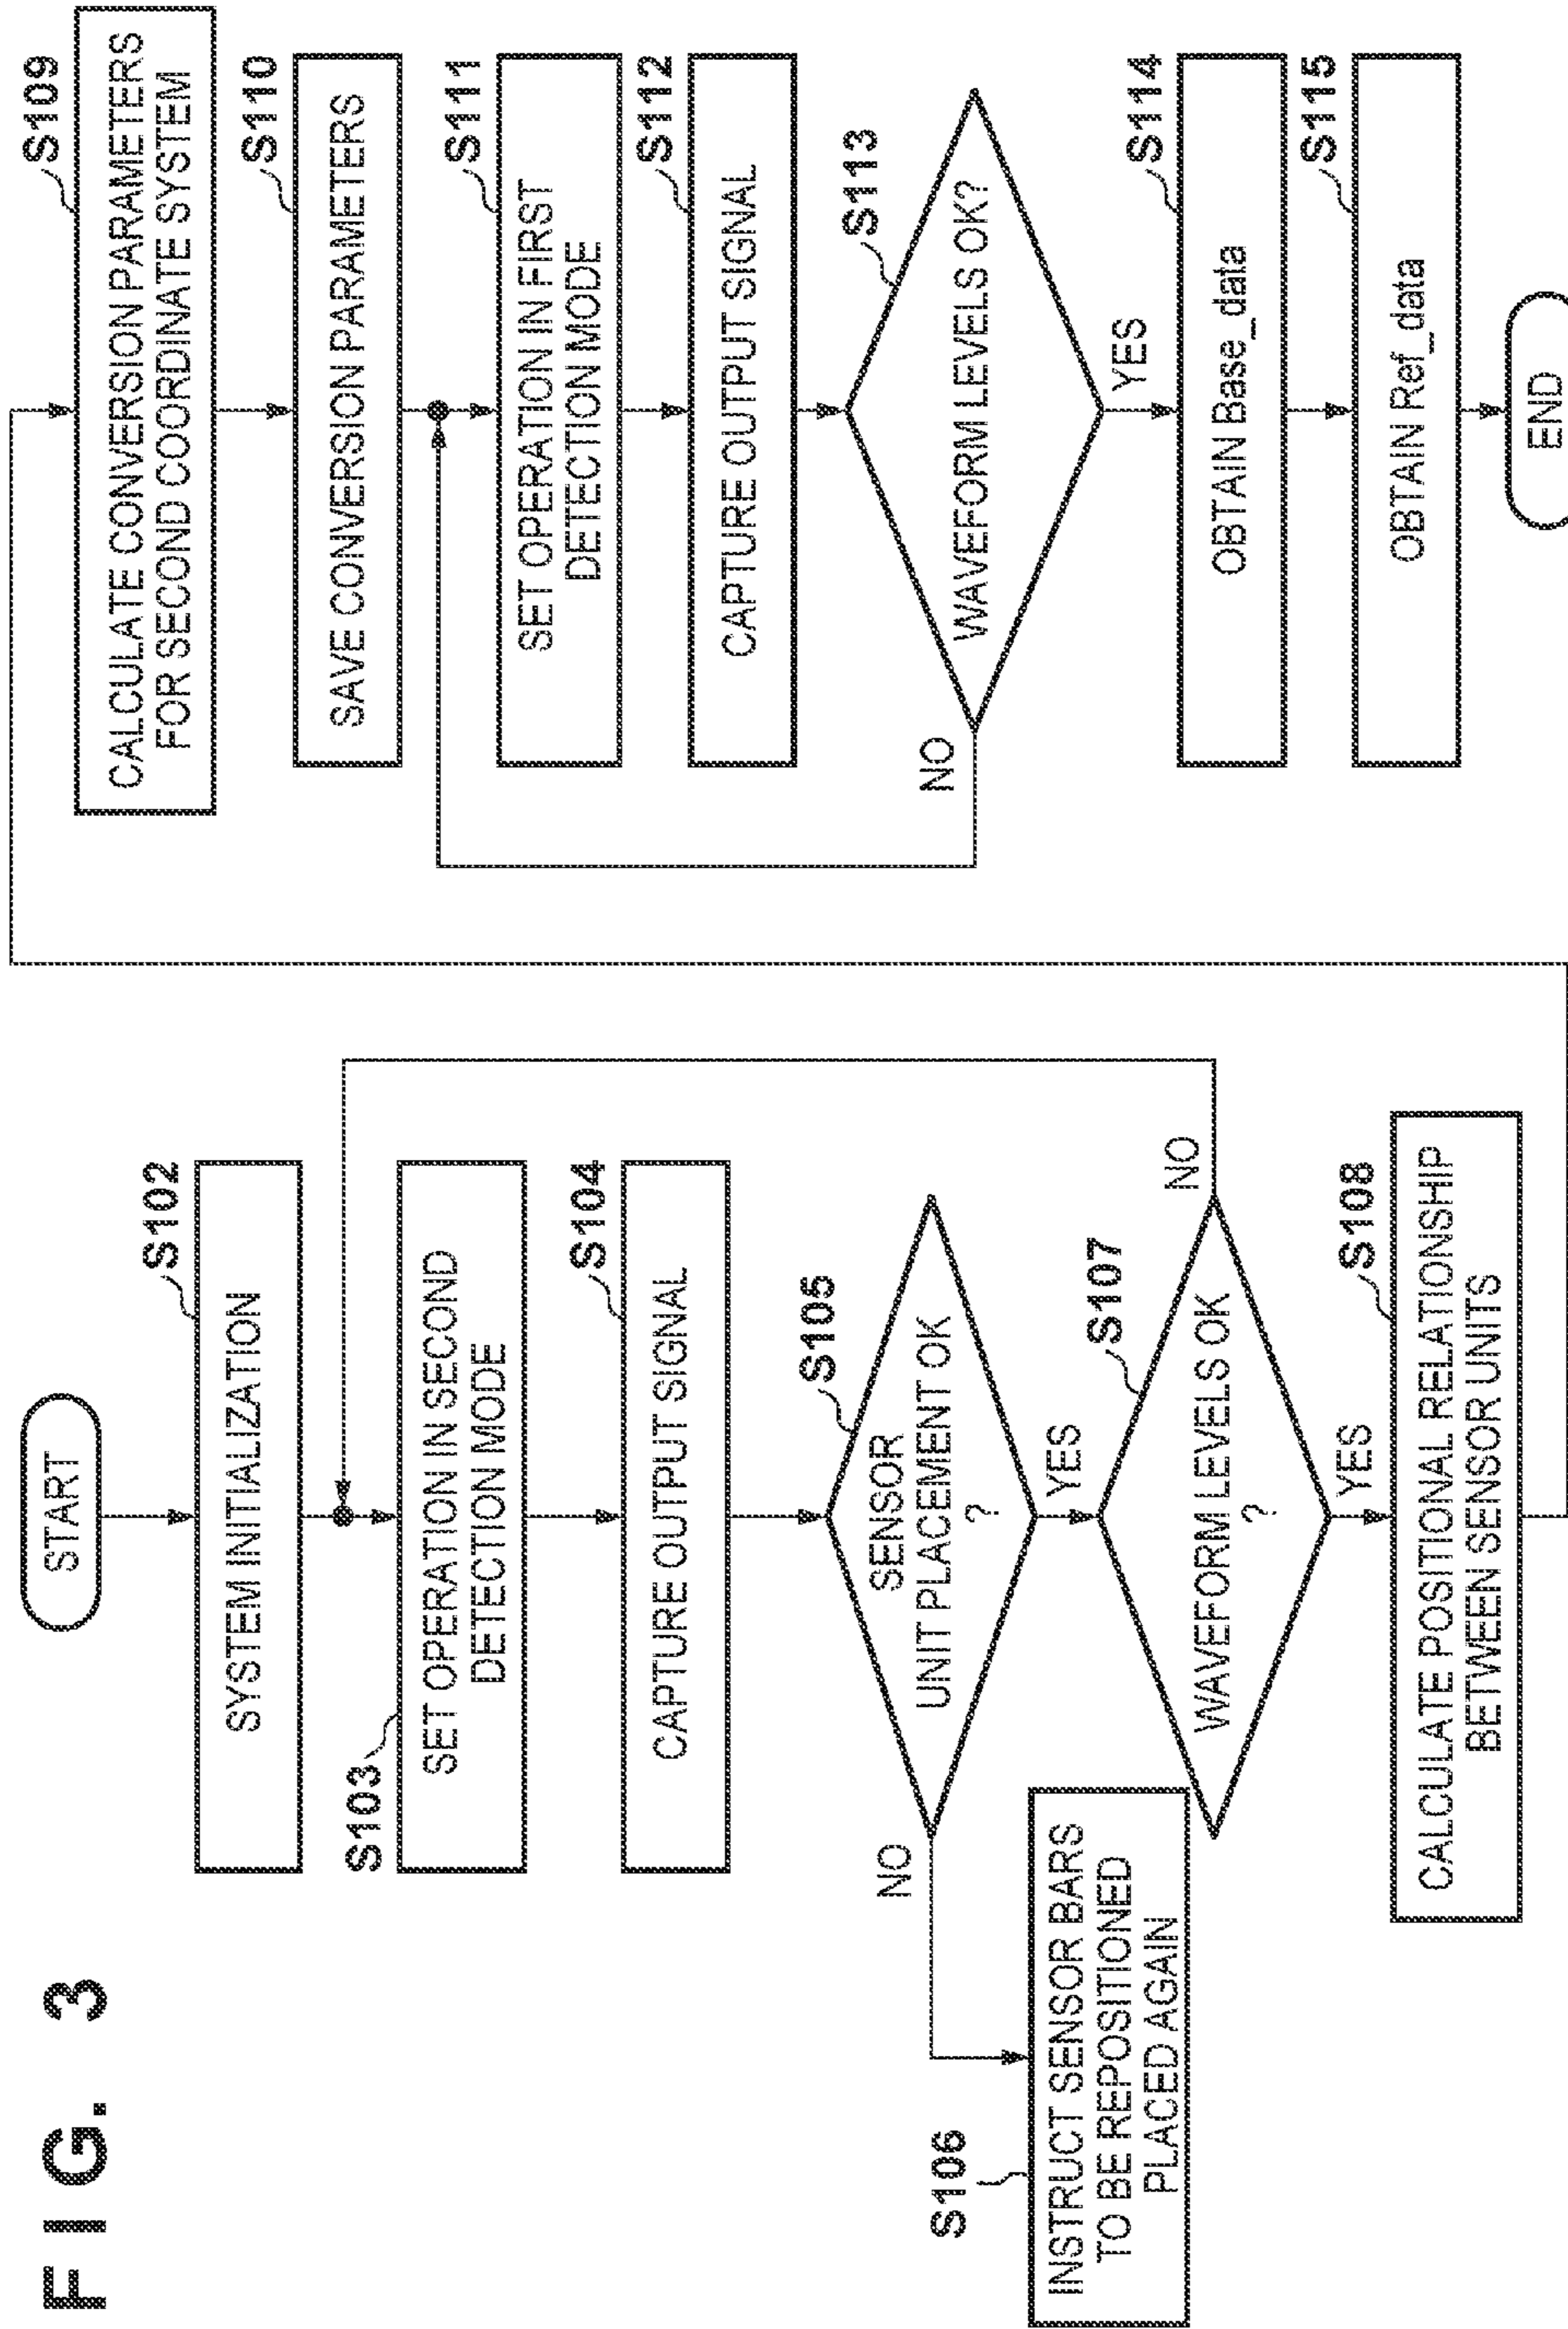 FIG. 3
START
S102
SYSTEM INITIALIZATION
S103
SET OPERATION IN SECOND
DETECTION MODE
S104
CAPTURE OUTPUT SIGNAL
S105
SENSOR
UNIT PLACEMENT OK
?
NO
YES
S106
INSTRUCT SENSOR BARS
TO BE REPOSITIONED
PLACED AGAIN
S107
WAVEFORM LEVELS OK
?
NO
YES
S108
CALCULATE POSITIONAL RELATIONSHIP
BETWEEN SENSOR UNITS
S109
CALCULATE CONVERSION PARAMETERS
FOR SECOND COORDINATE SYSTEM
S110
SAVE CONVERSION PARAMETERS
S111
SET OPERATION IN FIRST
DETECTION MODE
S112
CAPTURE OUTPUT SIGNAL
S113
WAVEFORM LEVELS OK?
NO
YES
S114
OBTAIN Base_data
S115
OBTAIN Ref_data
END